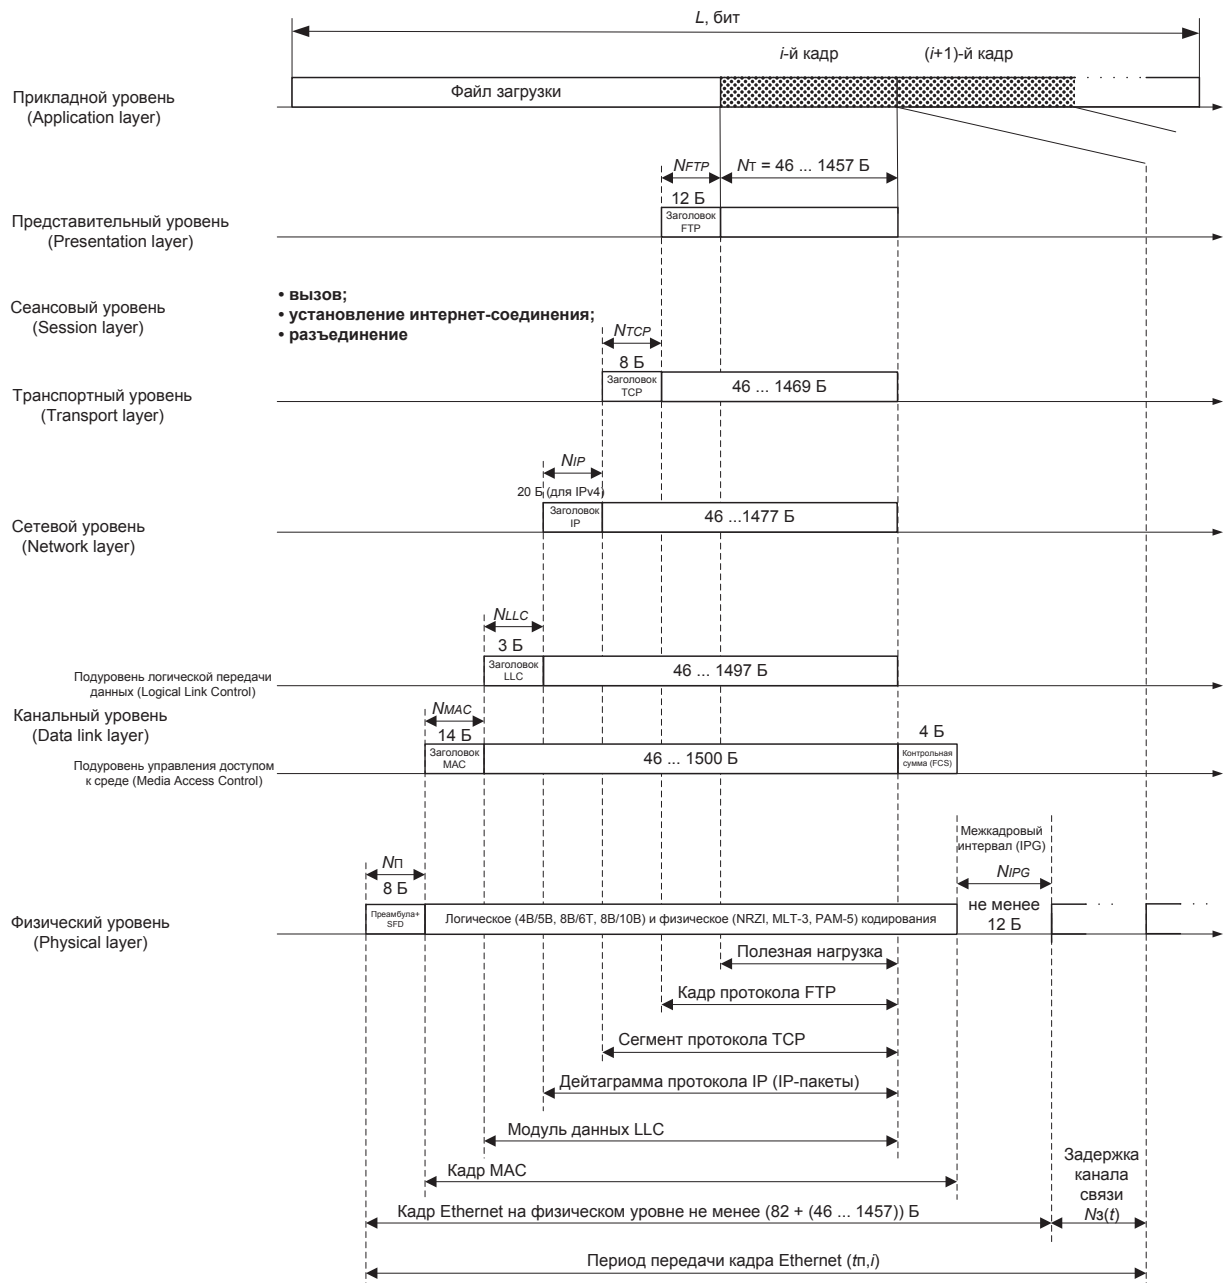 L, бит
i-й кадр
(i+1)-й кадр
Файл загрузки
Прикладной уровень
(Application layer)
NFTP
NТ = 46 ... 1457 Б
12 Б
Заголовок
FTP
Представительный уровень
(Presentation layer)
Сеансовый уровень
(Session layer)
• вызов;
• установление интернет-соединения;
• разъединение
NTCP
8 Б
Заголовок
TCP
46 ... 1469 Б
Транспортный уровень
(Transport layer)
NIP
20 Б (для IPv4)
Заголовок
IP
46 ...1477 Б
Сетевой уровень
(Network layer)
NLLC
3 Б
Заголовок
LLC
46 ... 1497 Б
Подуровень логической передачи
данных (Logical Link Control)
Канальный уровень
(Data link layer)
NMAC
14 Б
Заголовок
MAC
46 ... 1500 Б
4 Б
Контрольная
сумма (FCS)
Подуровень управления доступом
к среде (Media Access Control)
Межкадровый
интервал (IPG)
NП
8 Б
NIPG
не менее
12 Б
Преамбула+
SFD
Логическое (4B/5B, 8B/6T, 8B/10B) и физическое (NRZI, MLT-3, PAM-5) кодирования
Физический уровень
(Physical layer)
Полезная нагрузка
Кадр протокола FTP
Сегмент протокола TCP
Дейтаграмма протокола IP (IP-пакеты)
Модуль данных LLC
Кадр MAC
Задержка
канала
связи
Nз(t)
Кадр Ethernet на физическом уровне не менее (82 + (46 ... 1457)) Б
Период передачи кадра Ethernet (tп,i)